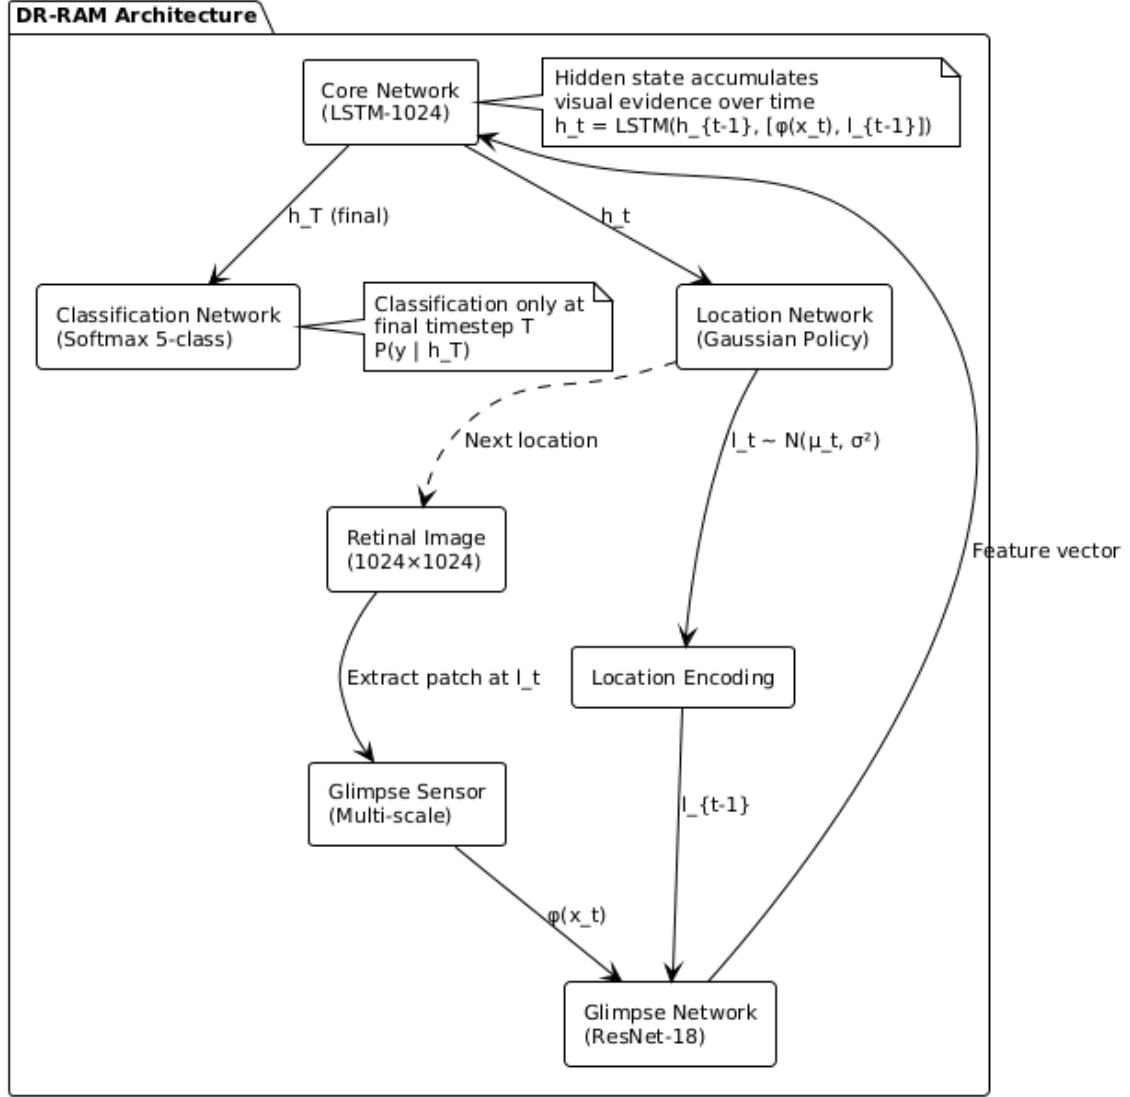 DR-RAM Architecture
Core Network
(LSTM-1024)
Hidden state accumulates
visual evidence over time
h_t = LSTM(h_{t-1}, [φ(x_t), l_{t-1}])
h_T (final)
h_t
Classification Network
(Softmax 5-class)
Classification only at
final timestep T
P(y | h_T)
Location Network
(Gaussian Policy)
Next location
l_t ~ N(μ_t, σ²)
Retinal Image
(1024×1024)
Feature vector
Extract patch at l_t
Location Encoding
Glimpse Sensor
(Multi-scale)
l_{t-1}
φ(x_t)
Glimpse Network
(ResNet-18)